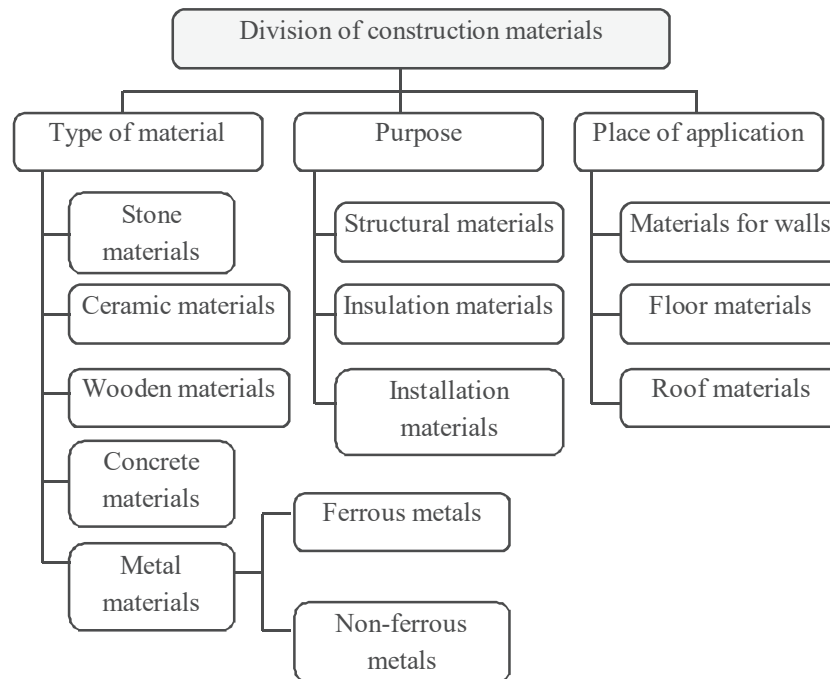 Division of construction materials
Type of material
Purpose
Place of application
Stone
materials
Ceramic materials
Wooden materials
Concrete
materials
Metal
materials
Ferrous metals
Non-ferrous
metals
Structural materials
Insulation materials
Installation
materials
Materials for walls
Floor materials
Roof materials